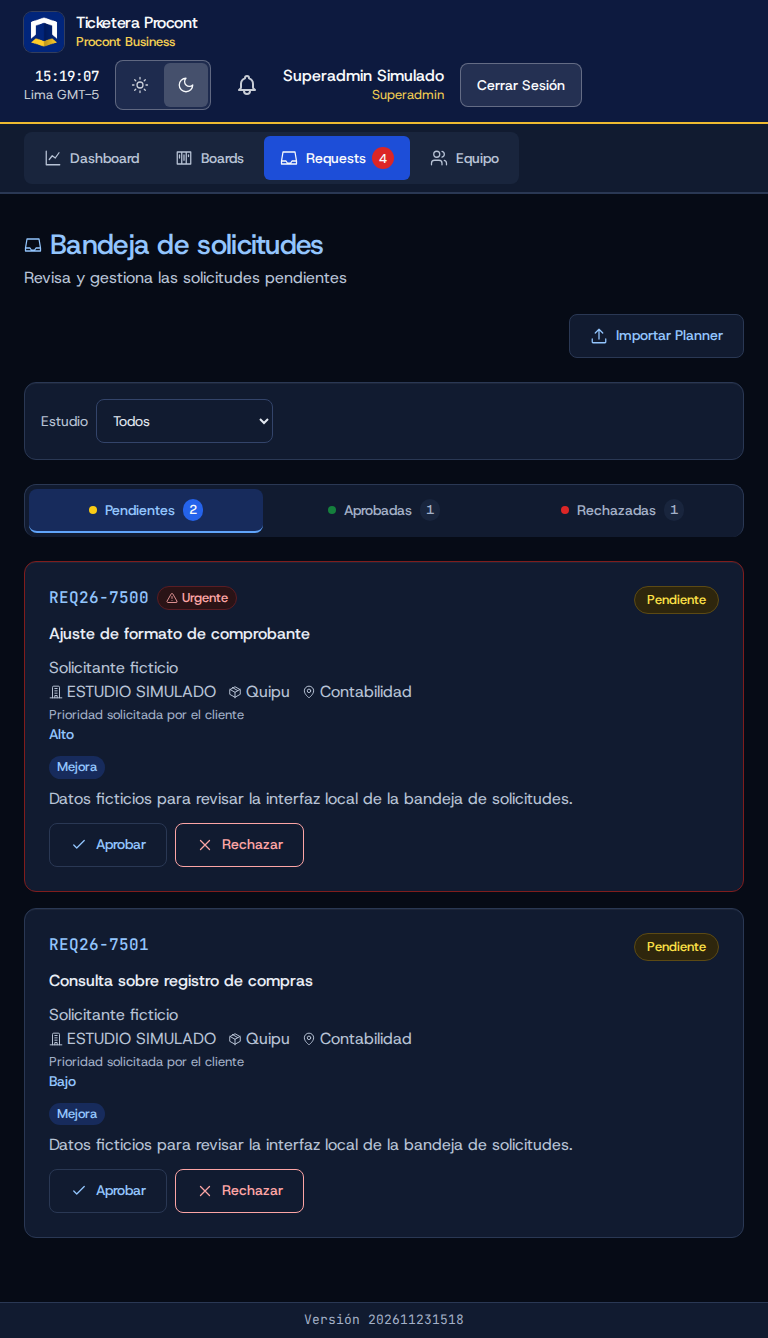 Ticketera Procont
Procont Business
15:19:07
Lima GMT-5
Superadmin Simulado
Superadmin
Cerrar Sesión
Dashboard
Boards
Requests 4
Equipo
Bandeja de solicitudes
Revisa y gestiona las solicitudes pendientes
Importar Planner
Estudio
Todos
Pendientes 2
Aprobadas 1
Rechazadas 1
REQ26-7500
Urgente
Pendiente
Ajuste de formato de comprobante
Solicitante ficticio
ESTUDIO SIMULADO Quipu Contabilidad
Prioridad solicitada por el cliente
Alto
Mejora
Datos ficticios para revisar la interfaz local de la bandeja de solicitudes.
Aprobar
Rechazar
REQ26-7501
Pendiente
Consulta sobre registro de compras
Solicitante ficticio
ESTUDIO SIMULADO Quipu Contabilidad
Prioridad solicitada por el cliente
Bajo
Mejora
Datos ficticios para revisar la interfaz local de la bandeja de solicitudes.
Aprobar
Rechazar
Versión 202611231518